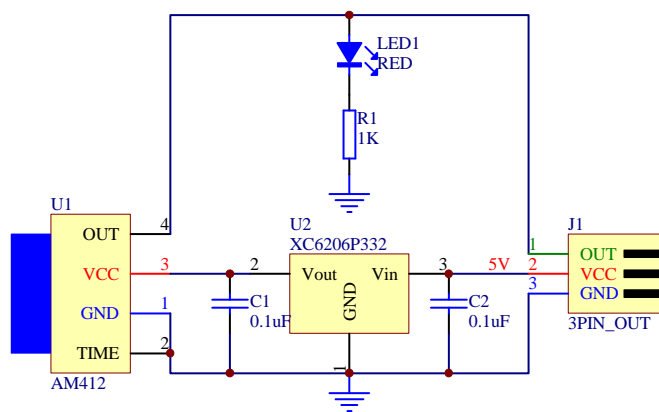 LED1
RED
R1
1K
U1
4
OUT
3
VCC
1
GND
2
TIME
AM412
U2
XC6206P332
2
Vout
Vin
3
GND
1
C1
0.1uF
C2
0.1uF
5V
J1
1
OUT
2
VCC
3
GND
3PIN_OUT